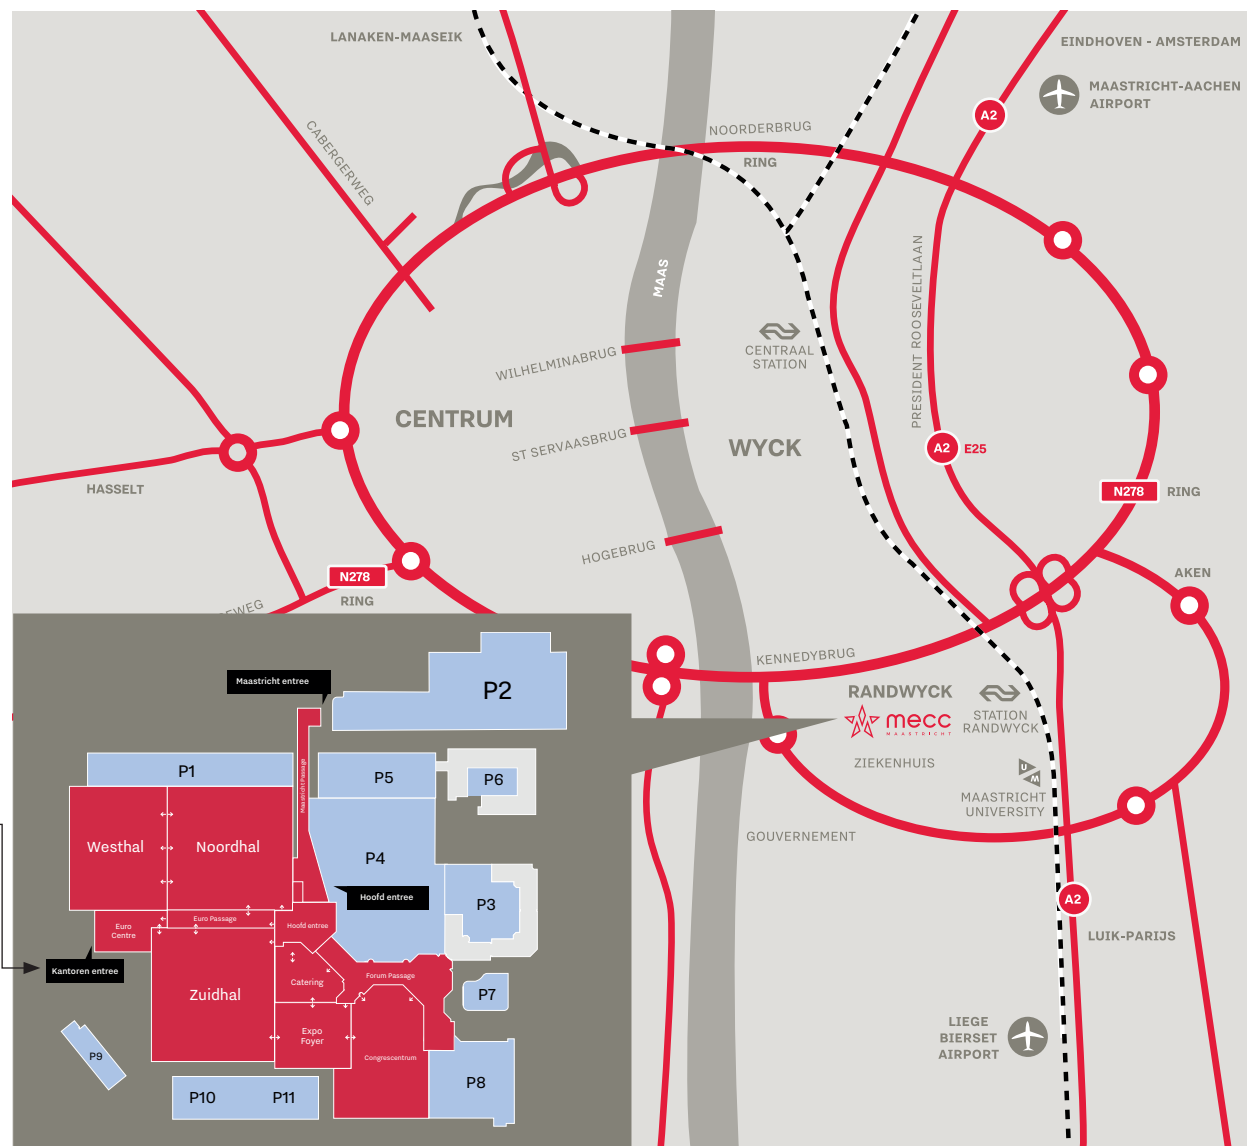 LANAKEN-MAASEIK
EINDHOVEN - AMSTERDAM
MAASTRICHT-AACHEN
AIRPORT
A2
CABERGERWEG
NOORDERBRUG
RING
MAAS
PRESIDENT ROOSEVELTLAAN
CENTRAAL
STATION
WILHELMINABRUG
CENTRUM
ST SERVAASBRUG
WYCK
A2 E25
HASSELT
N278 RING
HOGEBRUG
N278
RING
AKEN
KENNEDYBRUG
RANDWYCK
mecc
MAASTRICHT
STATION
RANDWYCK
ZIEKENHUIS
U
M
MAASTRICHT
UNIVERSITY
GOUVERNEMENT
A2
LUIK-PARIJS
LIEGE
BIERSET
AIRPORT
Maastricht entree
P2
P1
Maastricht Passage
P5
P6
Westhal
Noordhal
P4
Hoofd entree
P3
Euro
Centre
Euro Passage
Hoofd entree
Kantoren entree
Zuidhal
Catering
Forum Passage
P7
Expo
Foyer
P9
Congrescentrum
P8
P10
P11